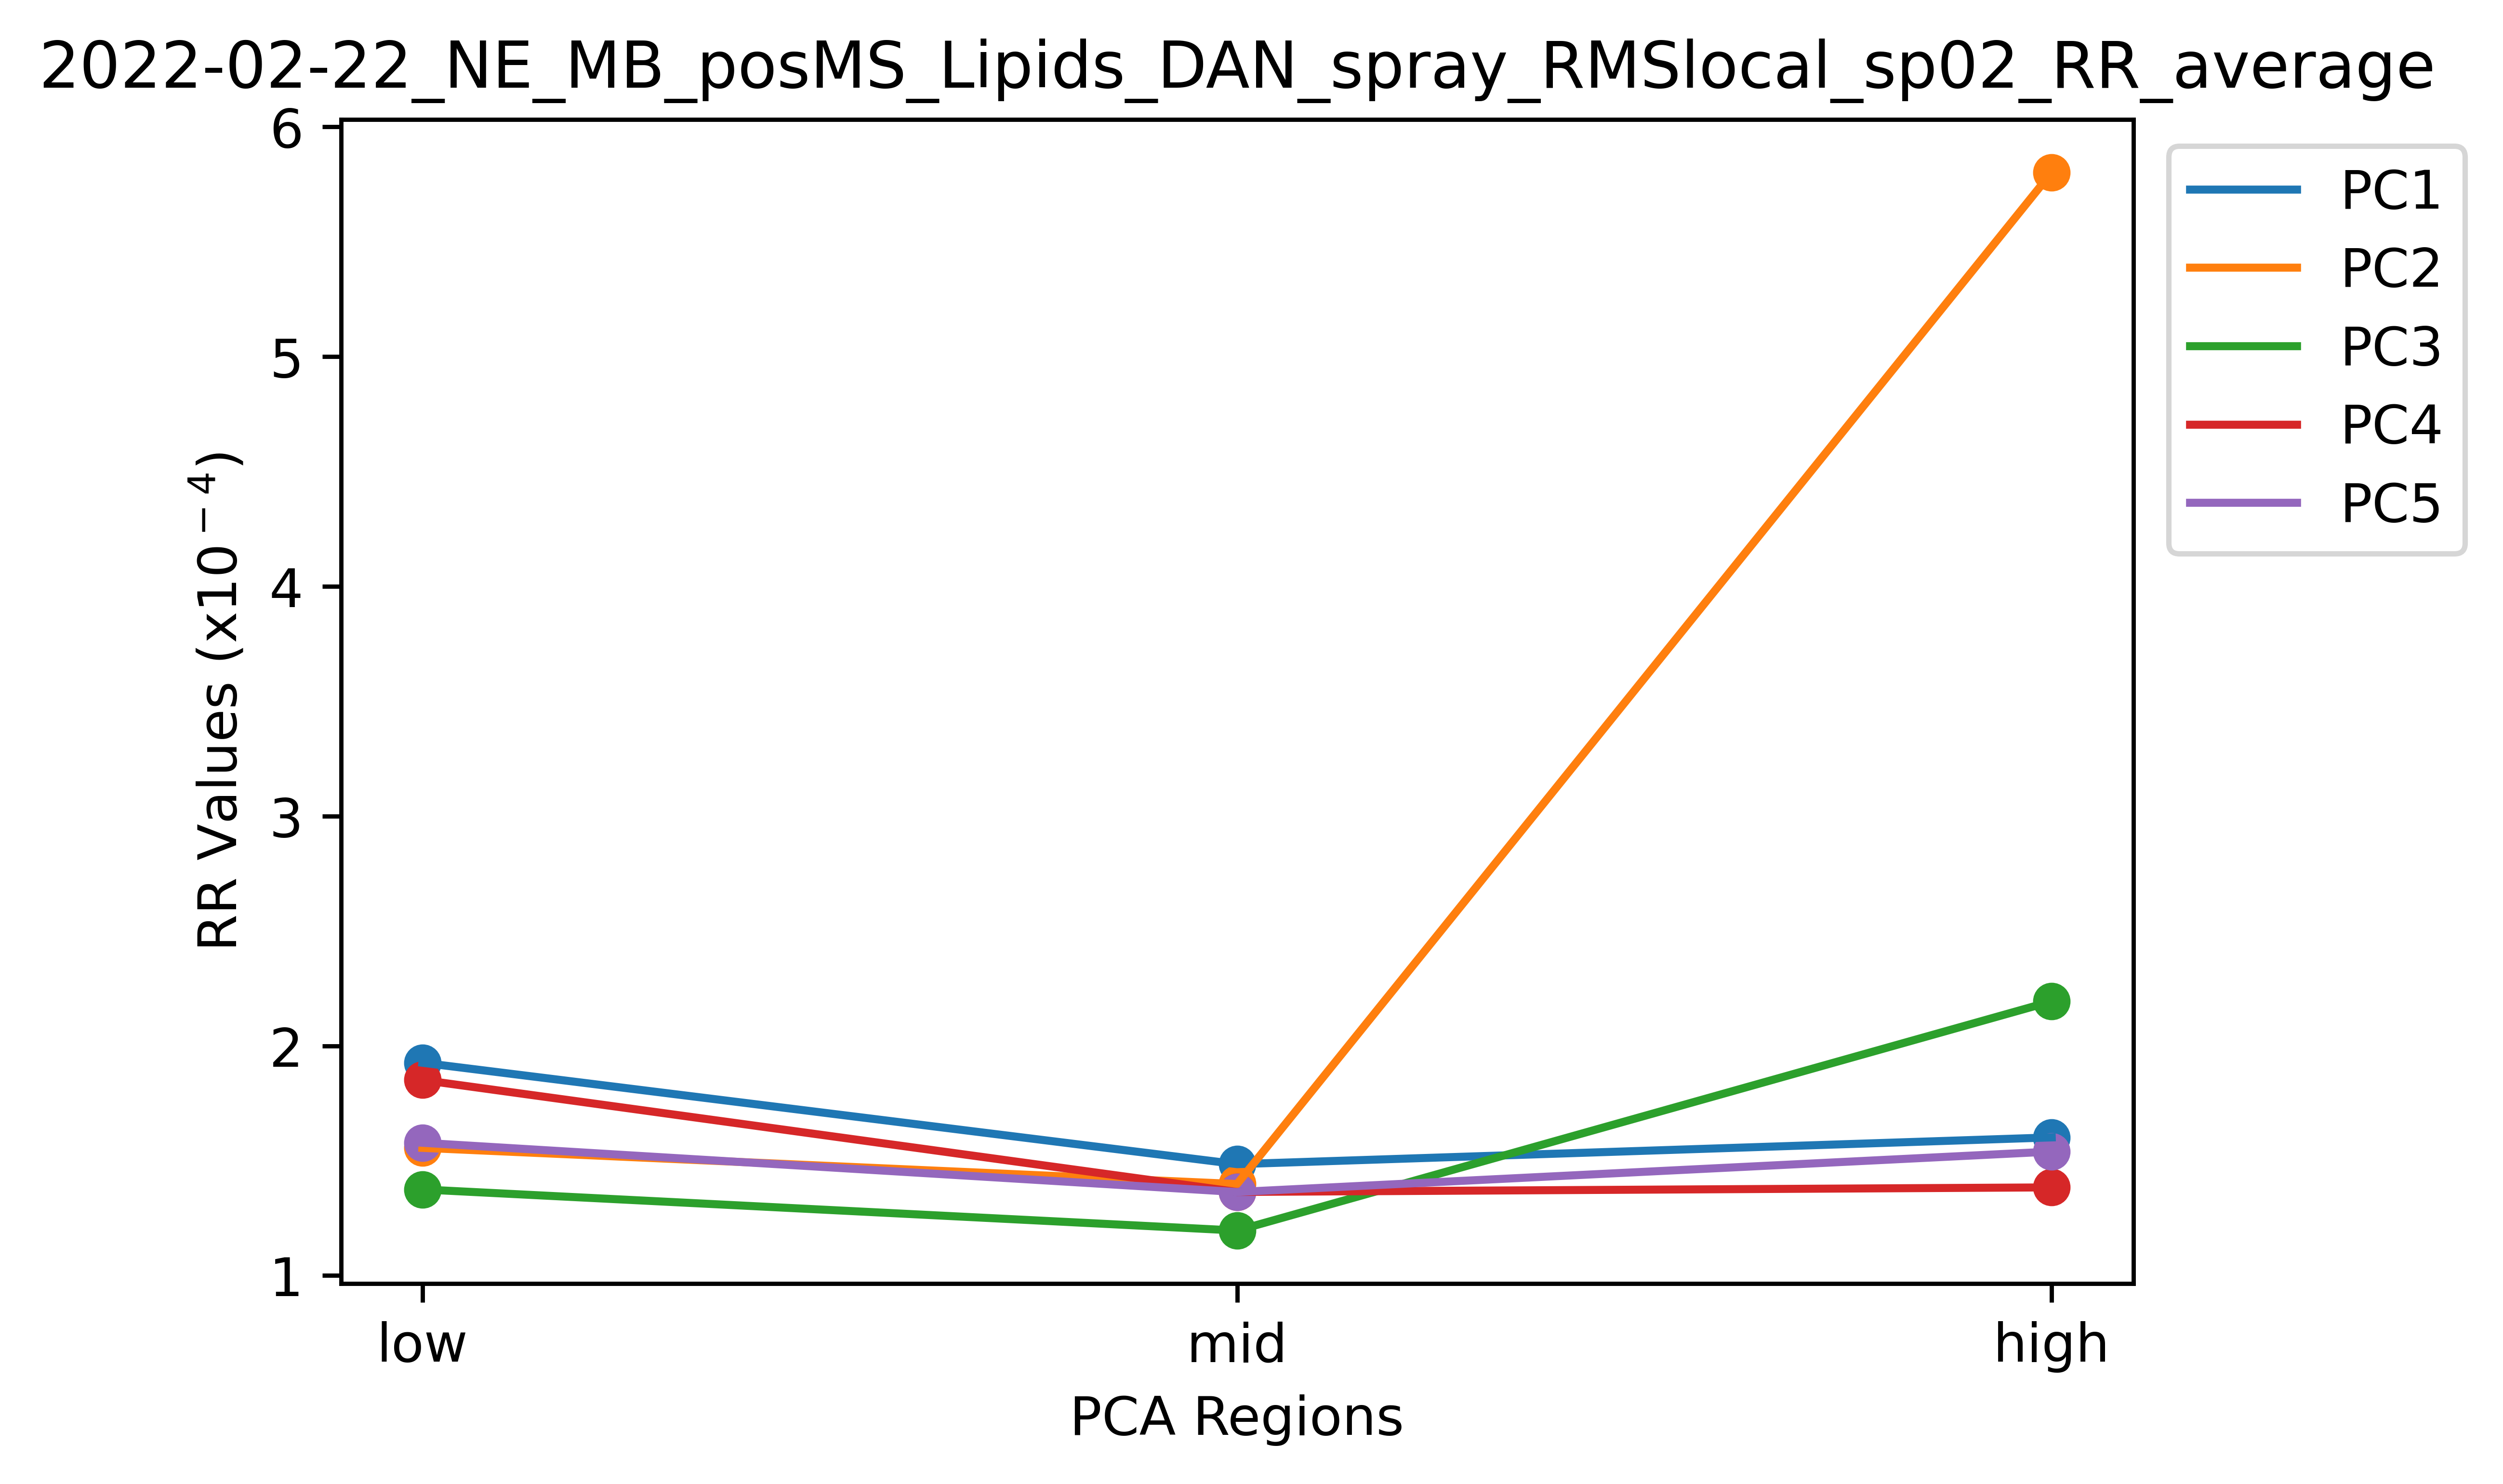 2022-02-22_NE_MB_posMS_Lipids_DAN_spray_RMSlocal_sp02_RR_average
6
5
4
3
2
1
RR Values (x10⁻⁴)
low mid high
PCA Regions
PC1
PC2
PC3
PC4
PC5